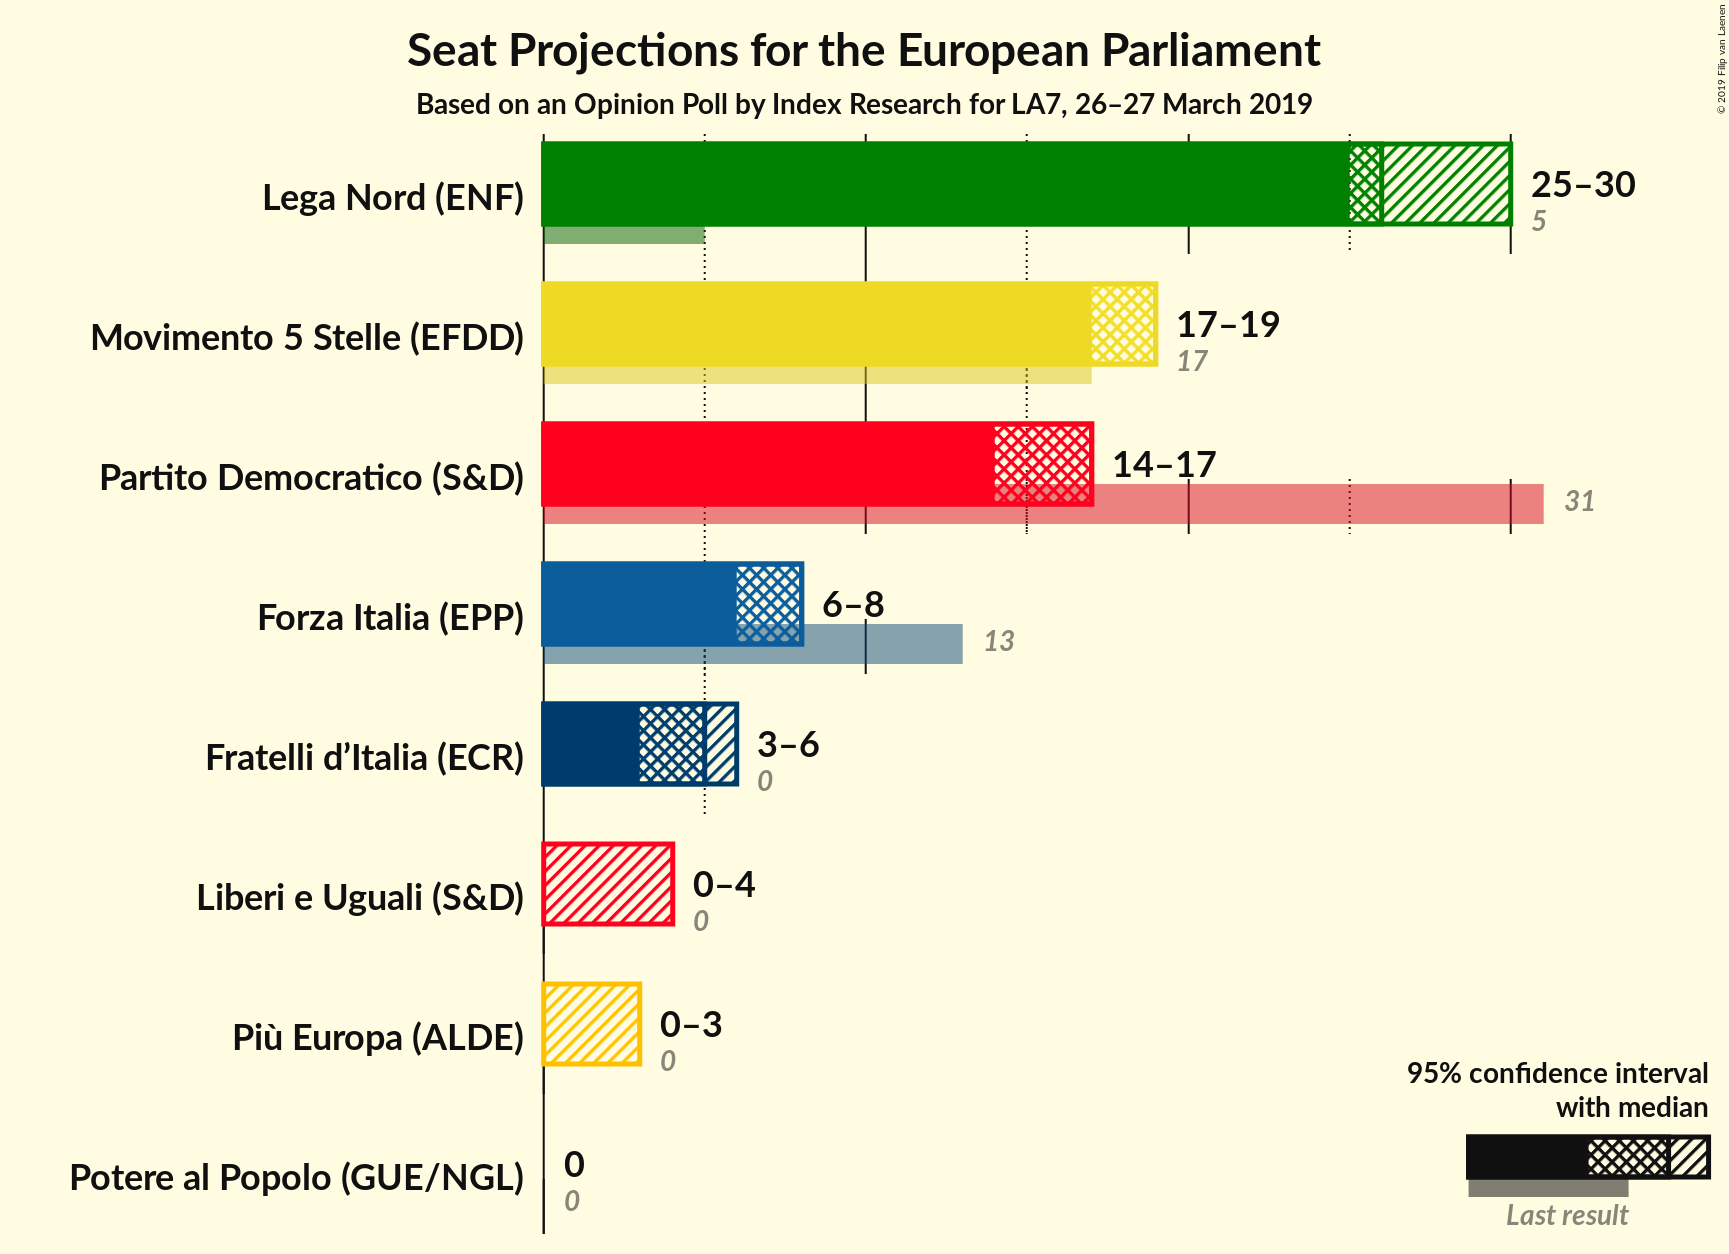 Seat Projections for the European Parliament
Based on an Opinion Poll by Index Research for LA7, 26–27 March 2019
© 2019 Filip van Laenen
Lega Nord (ENF)
25–30
5
Movimento 5 Stelle (EFDD)
17–19
17
Partito Democratico (S&D)
14–17
31
Forza Italia (EPP)
6–8
13
Fratelli d’Italia (ECR)
3–6
0
Liberi e Uguali (S&D)
0–4
0
Più Europa (ALDE)
0–3
0
Potere al Popolo (GUE/NGL)
0
0
95% confidence interval
with median
Last result